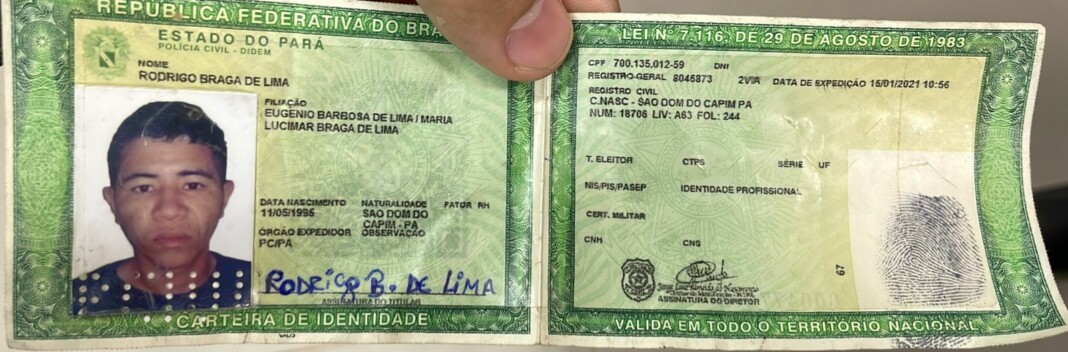 REPÚBLICA FEDERATIVA DO BRA
ESTADO DO PARÁ
POLÍCIA CIVIL - DIDEM
NOME
RODRIGO BRAGA DE LIMA
FILIAÇÃO
EUGENIO BARBOSA DE LIMA / MARIA
LUCIMAR BRAGA DE LIMA
DATA NASCIMENTO NATURALIDADE FATOR RH
11/05/1995 SAO DOM DO
CAPIM - PA
ÓRGÃO EXPEDIDOR OBSERVAÇÃO
PC/PA
RODRIGO B. DE LIMA
ASSINATURA DO TITULAR
CARTEIRA DE IDENTIDADE
LEI N° 7.116, DE 29 DE AGOSTO DE 1983
CPF 700.135.012-59 DNI
REGISTRO GERAL 8046873 2VIA DATA DE EXPEDIÇÃO 15/01/2021 10:56
REGISTRO CIVIL
C.NASC - SAO DOM DO CAPIM PA
NUM: 18706 LIV: A63 FOL: 244
T. ELEITOR CTPS SÉRIE UF
NIS/PIS/PASEP IDENTIDADE PROFISSIONAL
CERT. MILITAR
CNH CNS
ASSINATURA DO DIRETOR
VÁLIDA EM TODO O TERRITÓRIO NACIONAL